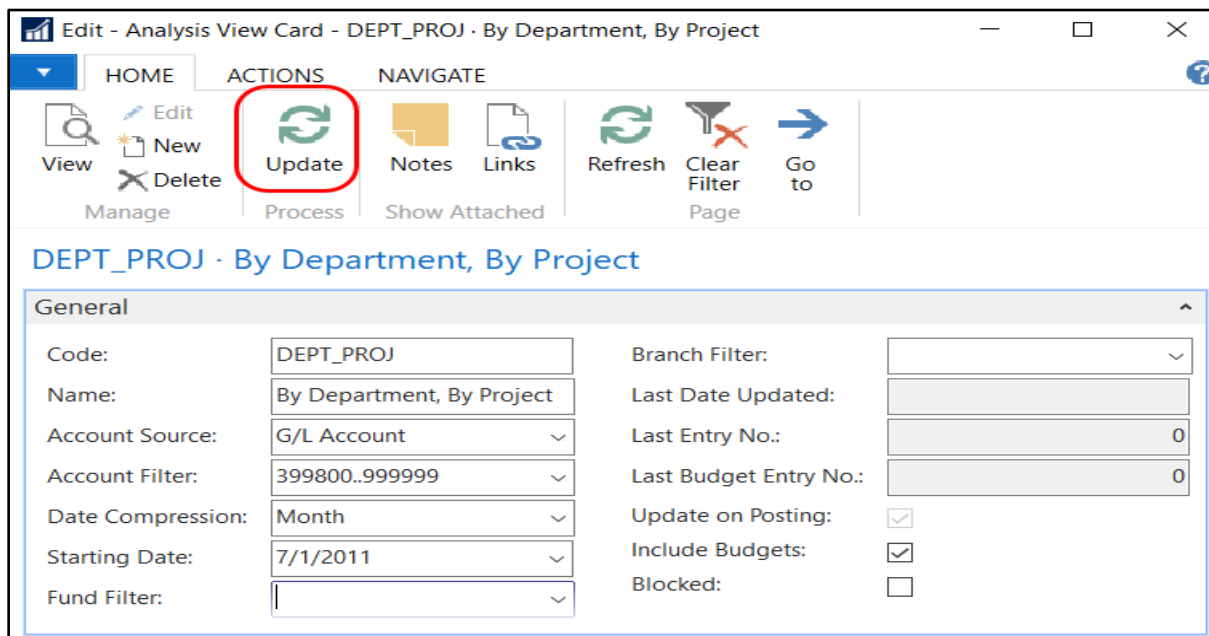 Edit - Analysis View Card - DEPT_PROJ · By Department, By Project
HOME ACTIONS NAVIGATE
?
View
Edit
New
Delete
Update
Notes
Links
Refresh
Clear
Filter
Go
to
Manage
Process
Show Attached
Page
DEPT_PROJ · By Department, By Project
General
Code: DEPT_PROJ
Name: By Department, By Project
Account Source: G/L Account
Account Filter: 399800..999999
Date Compression: Month
Starting Date: 7/1/2011
Fund Filter:
Branch Filter:
Last Date Updated:
Last Entry No.: 0
Last Budget Entry No.: 0
Update on Posting:
Include Budgets:
Blocked: